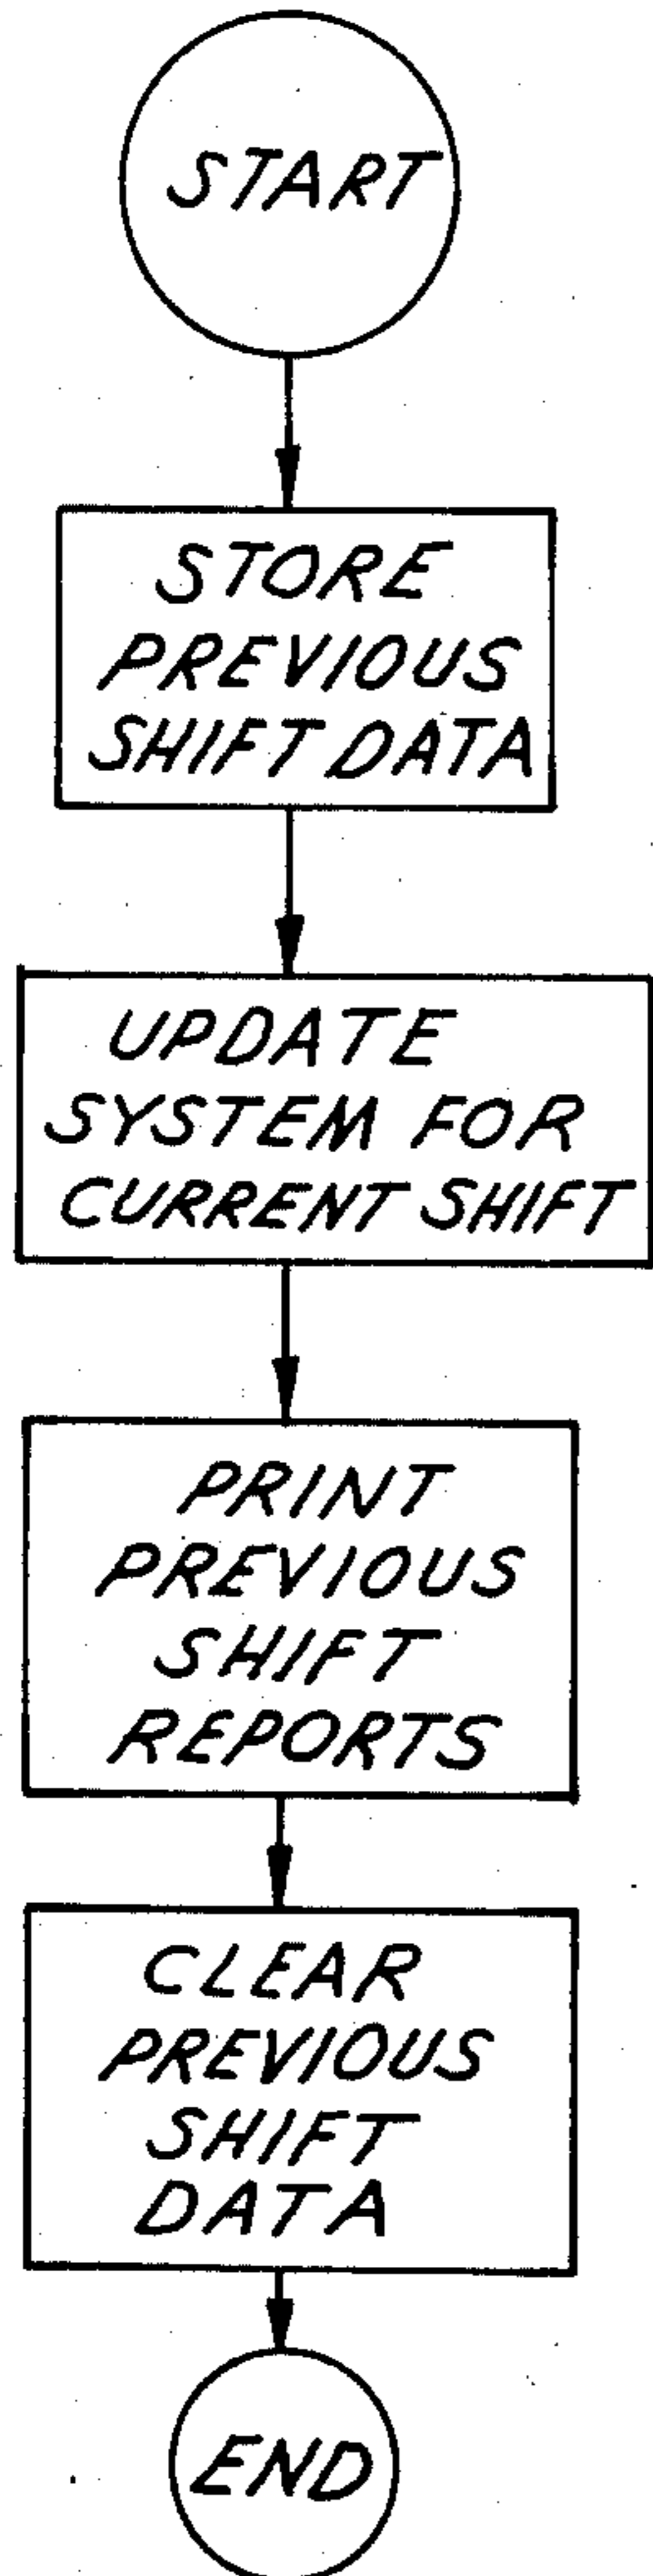 START
STORE
PREVIOUS
SHIFT DATA
UPDATE
SYSTEM FOR
CURRENT SHIFT
PRINT
PREVIOUS
SHIFT
REPORTS
CLEAR
PREVIOUS
SHIFT
DATA
END